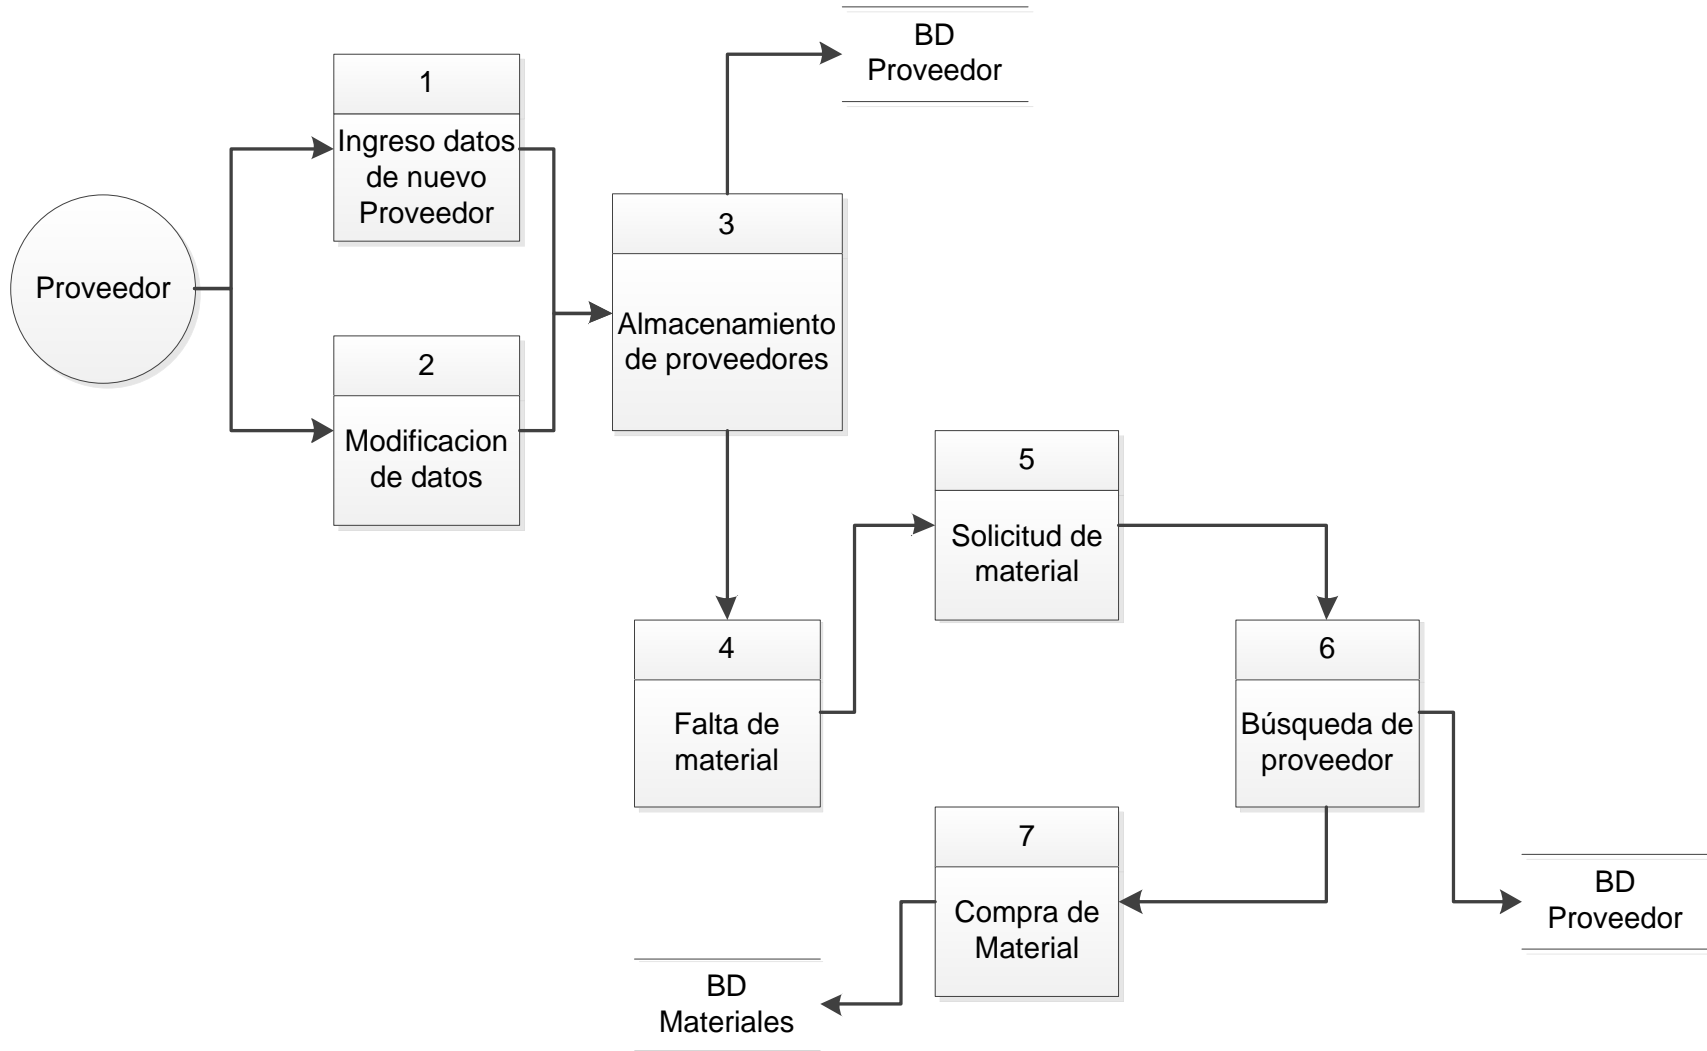 BD
Proveedor
1
Ingreso datos
de nuevo
Proveedor
Proveedor
2
Modificacion
de datos
3
Almacenamiento
de proveedores
4
Falta de
material
5
Solicitud de
material
6
Búsqueda de
proveedor
7
Compra de
Material
BD
Proveedor
BD
Materiales